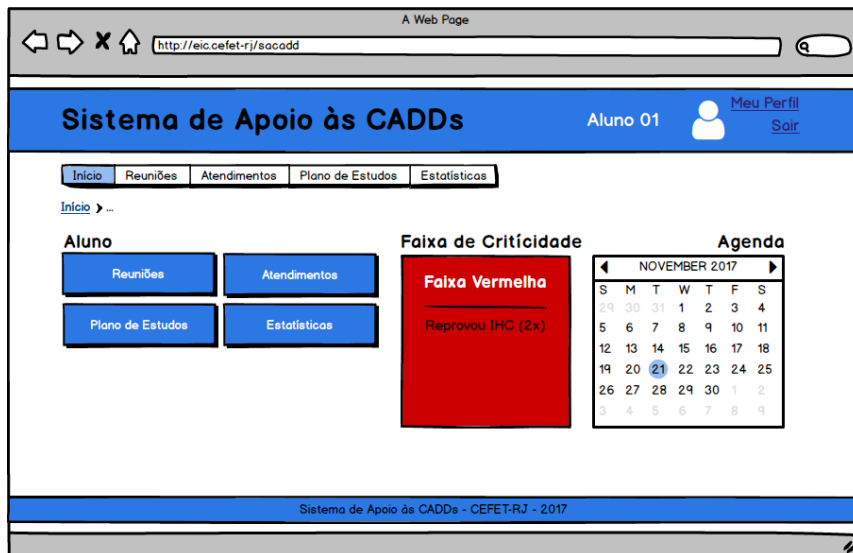 A Web Page
http://eic.cefet-rj/sacadd
Sistema de Apoio às CADDs
Aluno 01
Meu Perfil
Sair
Início Reuniões Atendimentos Plano de Estudos Estatísticas
Início ❯ ...
Aluno
Reuniões
Atendimentos
Plano de Estudos
Estatísticas
Faixa de Critícidade
Faixa Vermelha
Reprovou IHC (2x)
Agenda
NOVEMBER 2017
S M T W T F S
29 30 31 1 2 3 4
5 6 7 8 9 10 11
12 13 14 15 16 17 18
19 20 21 22 23 24 25
26 27 28 29 30 1 2
3 4 5 6 7 8 9
Sistema de Apoio às CADDs - CEFET-RJ - 2017